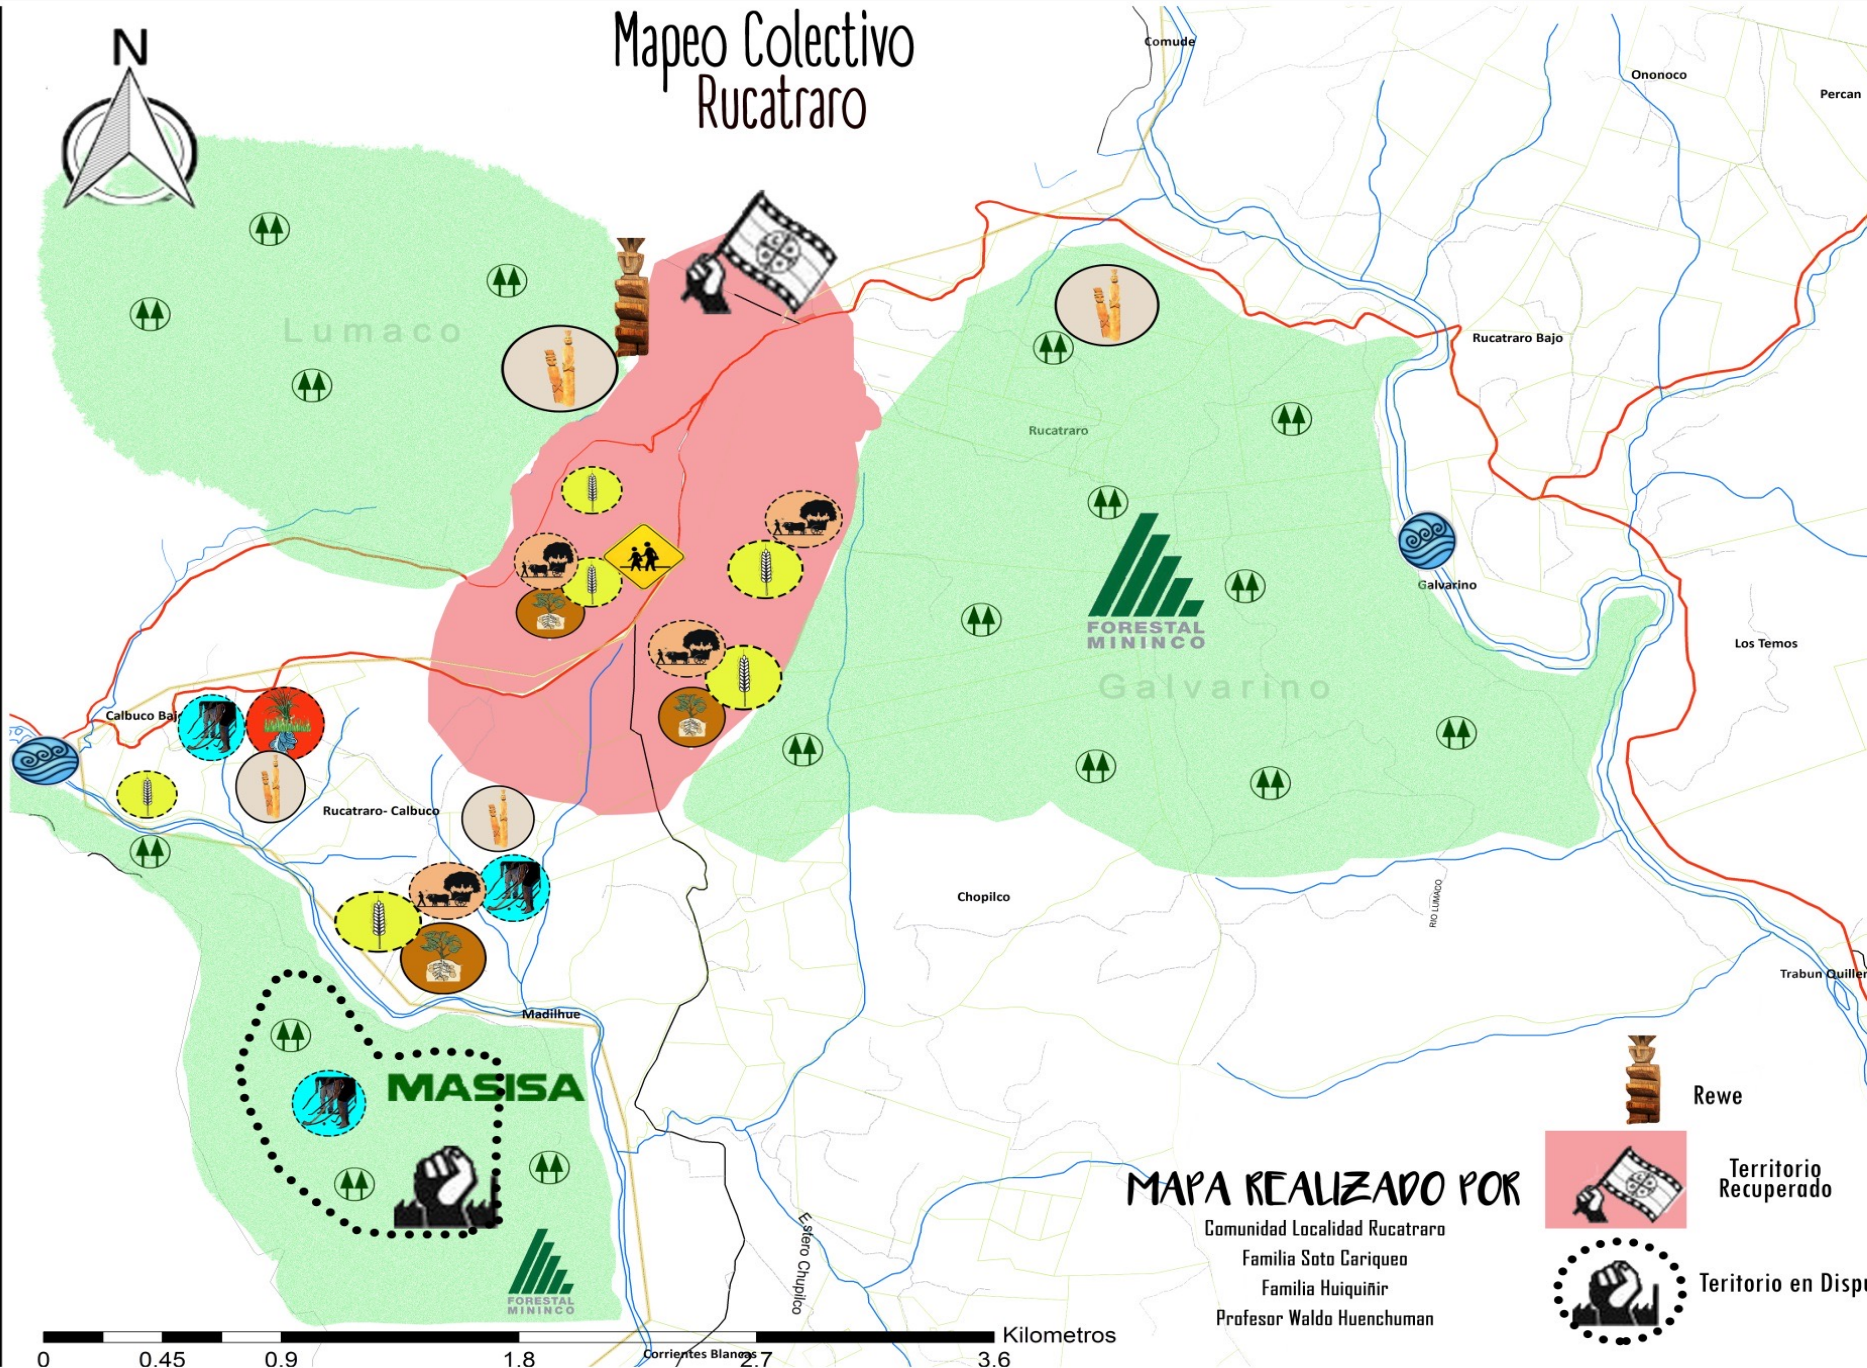 Mapeo Colectivo
Rucatraro
N
Comude
Ononoco
Percan
Lumaco
Rucatraro Bajo
Rucatraro
Galvarino
FORESTAL
MININCO
Galvarino
Los Temos
Calbuco Baj
Rucatraro- Calbuco
Chopilco
RIO LUMACO
Trabun Quiller
Madilhue
MASISA
FORESTAL
MININCO
Estero Chupilco
Corrientes Blancas
Rewe
Territorio
Recuperado
Teritorio en Dispu
MAPA REALIZADO POR
Comunidad Localidad Rucatraro
Familia Soto Cariqueo
Familia Huiquiñir
Profesor Waldo Huenchuman
Kilometros
0 0.45 0.9 1.8 2.7 3.6